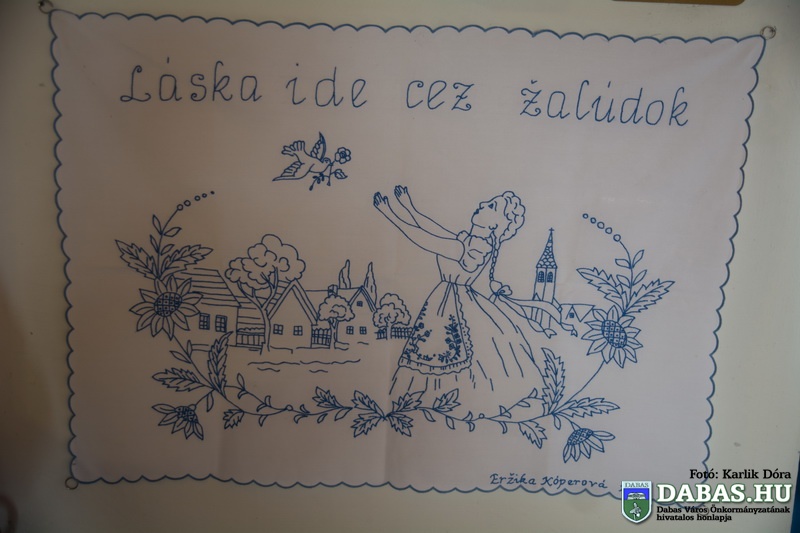 Láska ide cez žalúdok
Eržika Kóperová
Fotó: Karlik Dóra
DABAS
DABAS.HU
Dabas Város Önkormányzatának
hivatalos honlapja